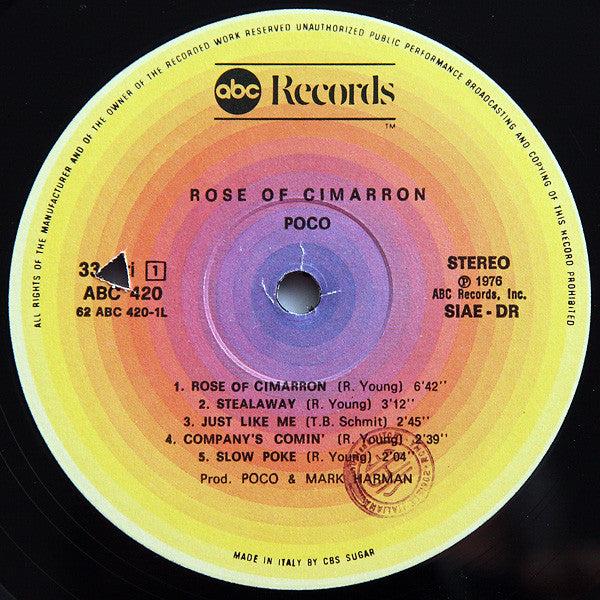 ALL RIGHTS OF THE MANUFACTURER AND OF THE OWNER OF THE RECORDED WORK RESERVED UNAUTHORIZED PUBLIC PERFORMANCE BROADCASTING AND COPYING OF THIS RECORD PROHIBITED
abc Records
TM
ROSE OF CIMARRON
POCO
33 1
ABC 420
62 ABC 420-1L
STEREO
℗ 1976
ABC Records, Inc.
SIAE - DR
1. ROSE OF CIMARRON (R. Young) 6'42''
2. STEALAWAY (R. Young) 3'12''
3. JUST LIKE ME (T.B. Schmit) 2'45''
4. COMPANY'S COMIN' (R. Young) 2'39''
5. SLOW POKE (R. Young) 2'04''
Prod. POCO & MARK HARMAN
MADE IN ITALY BY CBS SUGAR